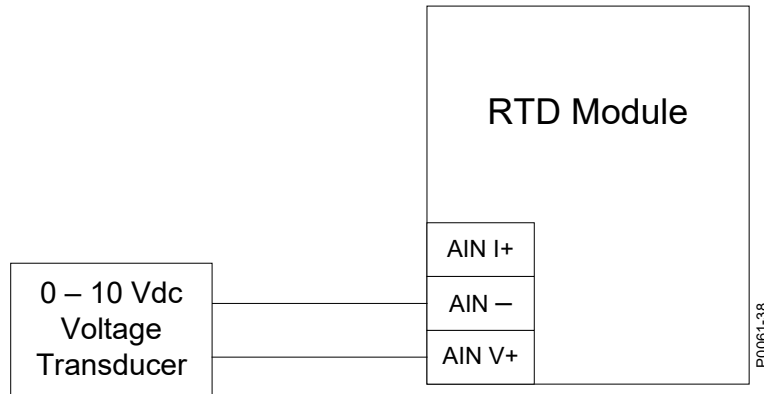 RTD Module
AIN I+
AIN –
AIN V+
0 – 10 Vdc
Voltage
Transducer
P0061-38